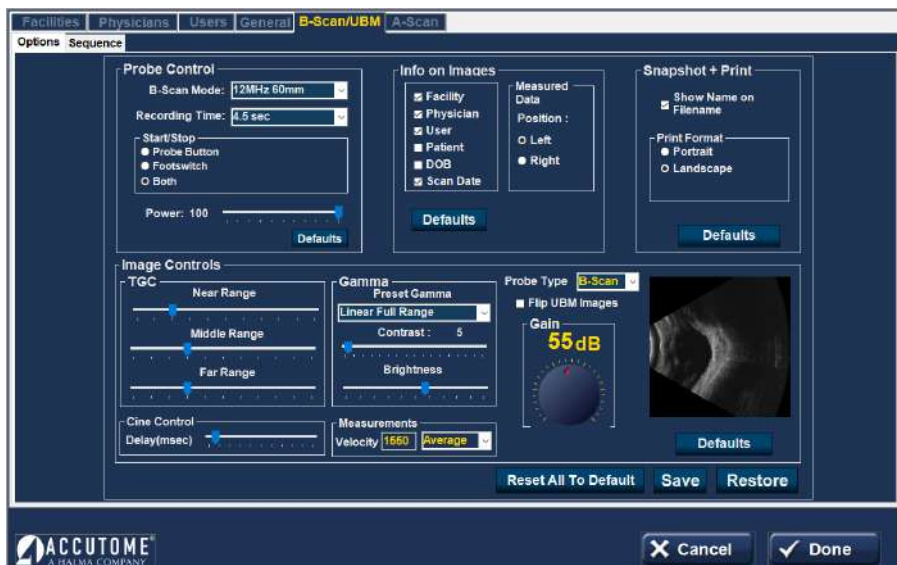 Facilities Physicians Users General B-Scan/UBM A-Scan
Options Sequence
Probe Control
B-Scan Mode: 12MHz 60mm
Recording Time: 4.5 sec
Start/Stop
Probe Button
Footswitch
Both
Power: 100
Defaults
Info on Images
Facility
Physician
User
Patient
DOB
Scan Date
Measured
Data
Position :
Left
Right
Defaults
Snapshot + Print
Show Name on
Filename
Print Format
Portrait
Landscape
Defaults
Image Controls
TGC
Near Range
Middle Range
Far Range
Gamma
Preset Gamma
Linear Full Range
Contrast : 5
Brightness
Probe Type B-Scan
Flip UBM Images
Gain
55dB
Defaults
Cine Control
Delay(msec)
Measurements
Velocity 1550 Average
Reset All To Default Save Restore
ACCUTOME
A HALMA COMPANY
Cancel Done